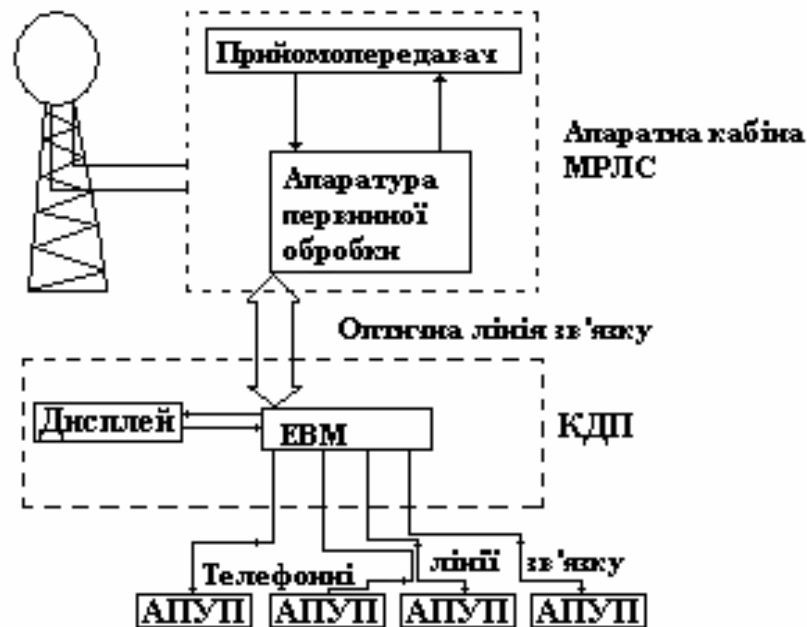 Прийомопередавач
Апаратна кабіна
МРЛС
Апаратура
первинної
обробки
Оптична лінія зв'язку
Дисплей
ЕВМ
КДП
Телефонні лінії зв'язку
АПУП АПУП АПУП АПУП